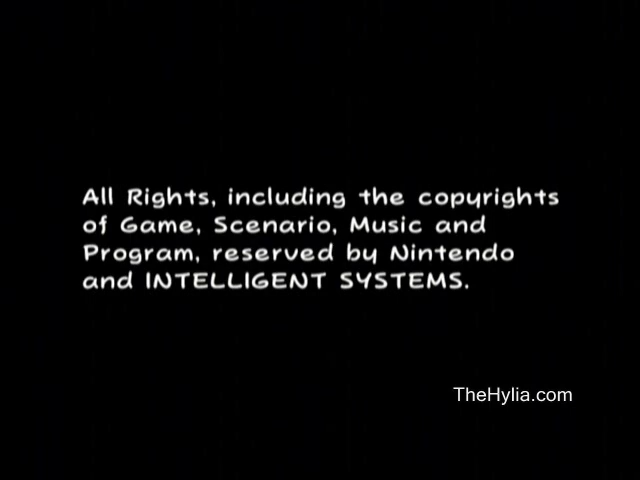 All Rights, including the copyrights
of Game, Scenario, Music and
Program, reserved by Nintendo
and INTELLIGENT SYSTEMS.
TheHylia.com